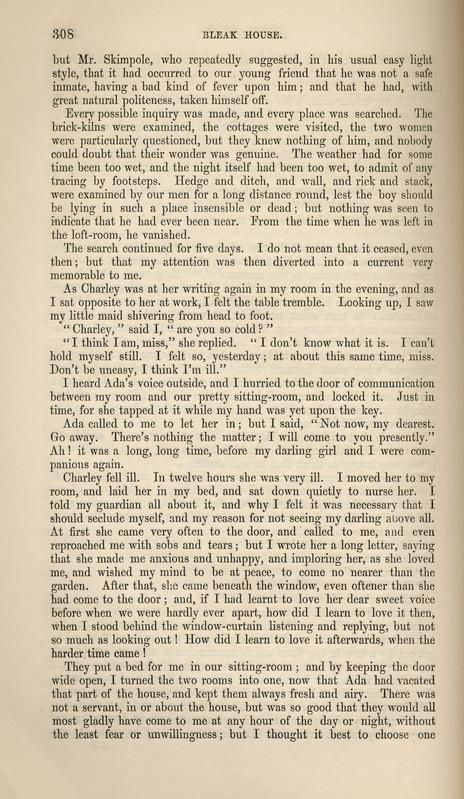 308 BLEAK HOUSE.
but Mr. Skimpole, who repeatedly suggested, in his usual easy light
style, that it had occurred to our young friend that he was not a safe
inmate, having a bad kind of fever upon him; and that he had, with
great natural politeness, taken himself off.
Every possible inquiry was made, and every place was searched. The
brick-kilns were examined, the cottages were visited, the two women
were particularly questioned, but they knew nothing of him, and nobody
could doubt that their wonder was genuine. The weather had for some
time been too wet, and the night itself had been too wet, to admit of any
tracing by footsteps. Hedge and ditch, and wall, and rick and stack,
were examined by our men for a long distance round, lest the boy should
be lying in such a place insensible or dead; but nothing was seen to
indicate that he had ever been near. From the time when he was left in
the loft-room, he vanished.
The search continued for five days. I do not mean that it ceased, even
then; but that my attention was then diverted into a current very
memorable to me.
As Charley was at her writing again in my room in the evening, and as
I sat opposite to her at work, I felt the table tremble. Looking up, I saw
my little maid shivering from head to foot.
"Charley," said I, "are you so cold?"
"I think I am, miss," she replied. "I don't know what it is. I can't
hold myself still. I felt so, yesterday; at about this same time, miss.
Don't be uneasy, I think I'm ill."
I heard Ada's voice outside, and I hurried to the door of communication
between my room and our pretty sitting-room, and locked it. Just in
time, for she tapped at it while my hand was yet upon the key.
Ada called to me to let her in; but I said, "Not now, my dearest.
Go away. There's nothing the matter; I will come to you presently."
Ah! it was a long, long time, before my darling girl and I were com-
panions again.
Charley fell ill. In twelve hours she was very ill. I moved her to my
room, and laid her in my bed, and sat down quietly to nurse her. I
told my guardian all about it, and why I felt it was necessary that I
should seclude myself, and my reason for not seeing my darling above all.
At first she came very often to the door, and called to me, and even
reproached me with sobs and tears; but I wrote her a long letter, saying
that she made me anxious and unhappy, and imploring her, as she loved
me, and wished my mind to be at peace, to come no nearer than the
garden. After that, she came beneath the window, even oftener than she
had come to the door; and, if I had learnt to love her dear sweet voice
before when we were hardly ever apart, how did I learn to love it then,
when I stood behind the window-curtain listening and replying, but not
so much as looking out! How did I learn to love it afterwards, when the
harder time came!
They put a bed for me in our sitting-room; and by keeping the door
wide open, I turned the two rooms into one, now that Ada had vacated
that part of the house, and kept them always fresh and airy. There was
not a servant, in or about the house, but was so good that they would all
most gladly have come to me at any hour of the day or night, without
the least fear or unwillingness; but I thought it best to choose one